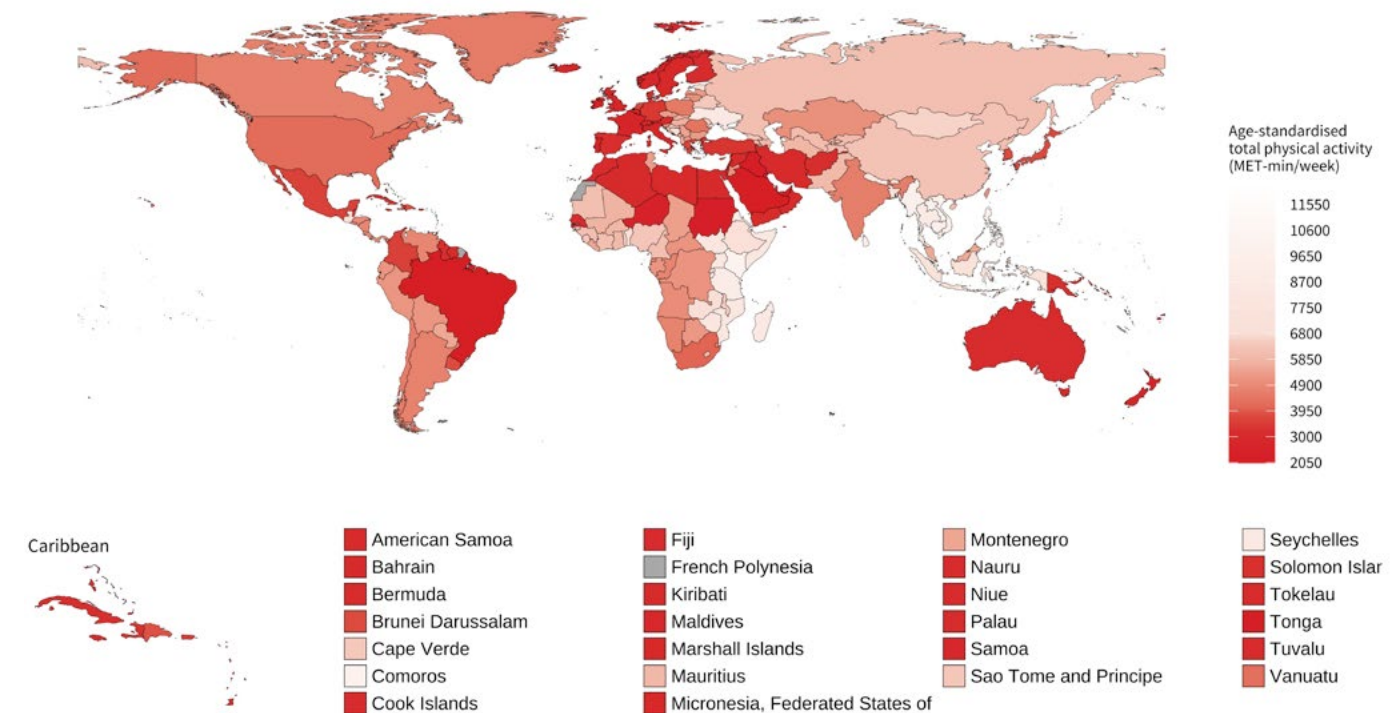 Age-standardised
total physical activity
(MET-min/week)
11550
10600
9650
8700
7750
6800
5850
4900
3950
3000
2050
Caribbean
American Samoa
Bahrain
Bermuda
Brunei Darussalam
Cape Verde
Comoros
Cook Islands
Fiji
French Polynesia
Kiribati
Maldives
Marshall Islands
Mauritius
Micronesia, Federated States of
Montenegro
Nauru
Niue
Palau
Samoa
Sao Tome and Principe
Seychelles
Solomon Islar
Tokelau
Tonga
Tuvalu
Vanuatu